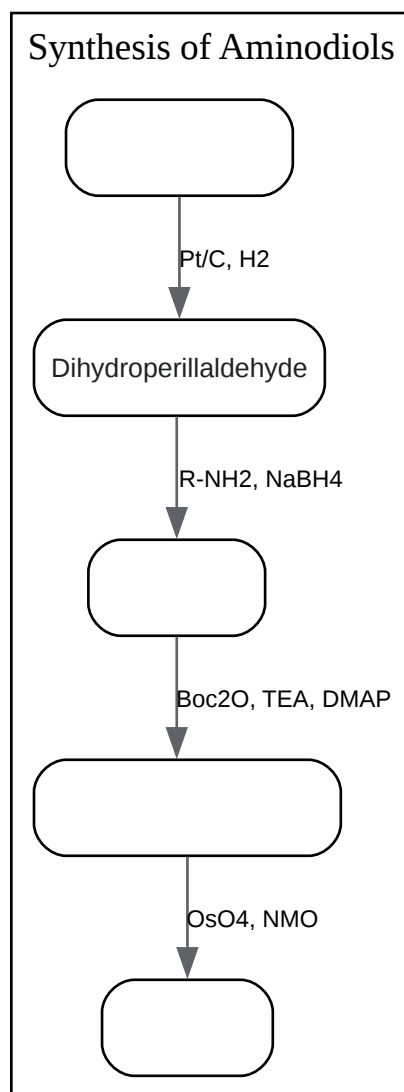 Synthesis of Aminodiols
Pt/C, H2
Dihydroperillaldehyde
R-NH2, NaBH4
Boc2O, TEA, DMAP
OsO4, NMO